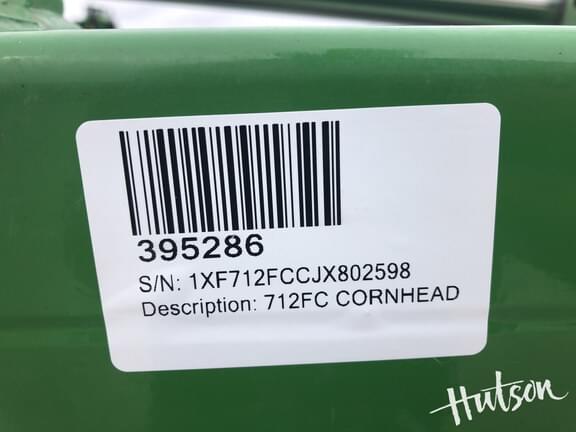 395286
S/N: 1XF712FCCJX802598
Description: 712FC CORNHEAD
Hutson